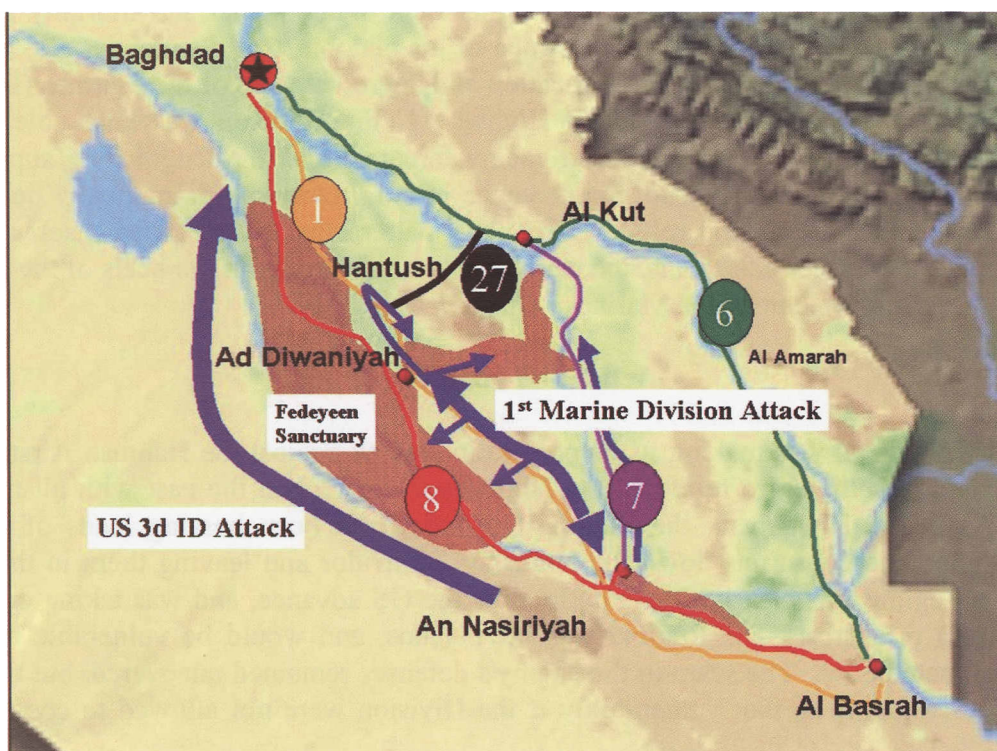 Baghdad
1
Al Kut
Hantush
27
6
Ad Diwaniyah
Al Amarah
Fedeyeen
Sanctuary
1st Marine Division Attack
8
7
US 3d ID Attack
An Nasiriyah
Al Basrah